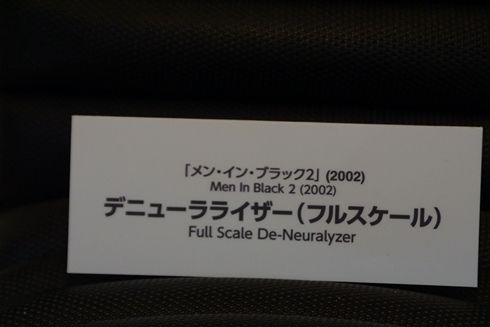 「メン・イン・ブラック2」(2002)
Men In Black 2 (2002)
デニューラライザー(フルスケール)
Full Scale De-Neuralyzer